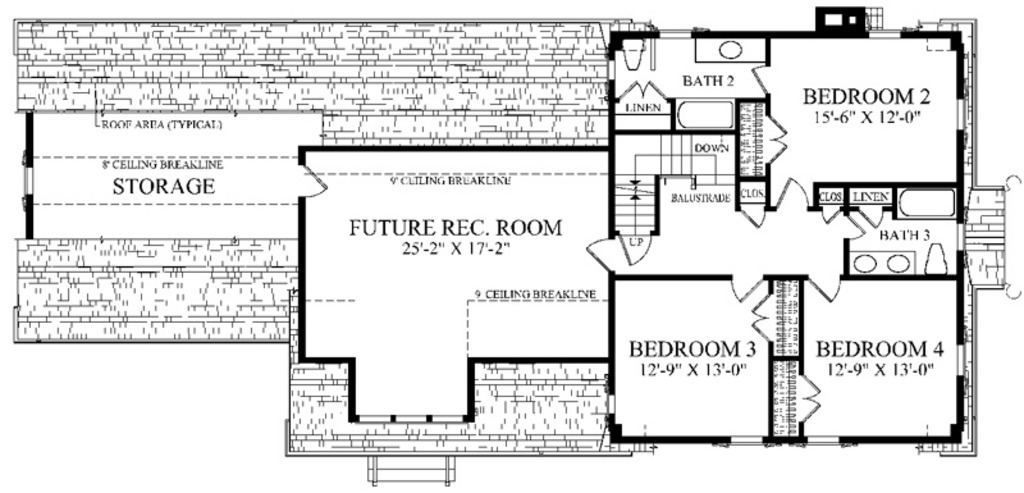 BATH 2
LINEN
BEDROOM 2
15'-6" X 12'-0"
ROOF AREA (TYPICAL)
DOWN
8' CEILING BREAKLINE
STORAGE
9' CEILING BREAKLINE
BALUSTRADE
CLOS.
CLOS.
LINEN
FUTURE REC. ROOM
25'-2" X 17'-2"
UP
BATH 3
9' CEILING BREAKLINE
BEDROOM 3
12'-9" X 13'-0"
BEDROOM 4
12'-9" X 13'-0"